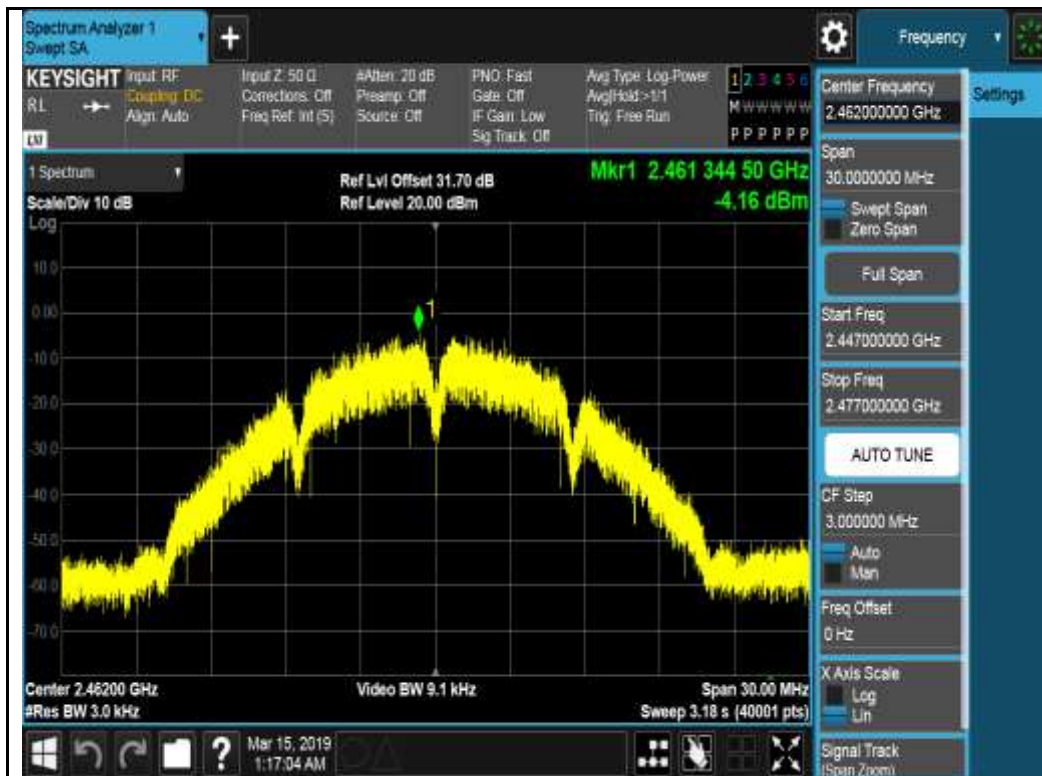 Spectrum Analyzer 1
Swept SA
+
Frequency
KEYSIGHT
RL
Input: RF
Coupling: DC
Align: Auto
Input Z: 50 Ω
Corrections: Off
Freq Ref: Int (S)
#Atten: 20 dB
Preamp: Off
Source: Off
PNO: Fast
Gate: Off
IF Gain: Low
Sig Track: Off
Avg Type: Log-Power
Avg|Hold:>1/1
Trig: Free Run
1 2 3 4 5 6
M W W W W W
P P P P P P
1 Spectrum
Scale/Div 10 dB
Ref Lvl Offset 31.70 dB
Ref Level 20.00 dBm
Mkr1 2.461 344 50 GHz
-4.16 dBm
Log
10.0
0.00
-10.0
-20.0
-30.0
-40.0
-50.0
-60.0
-70.0
1
Center 2.46200 GHz
#Res BW 3.0 kHz
Video BW 9.1 kHz
Span 30.00 MHz
Sweep 3.18 s (40001 pts)
Center Frequency
2.462000000 GHz
Settings
Span
30.0000000 MHz
Swept Span
Zero Span
Full Span
Start Freq
2.447000000 GHz
Stop Freq
2.477000000 GHz
AUTO TUNE
CF Step
3.000000 MHz
Auto
Man
Freq Offset
0 Hz
X Axis Scale
Log
Lin
Signal Track
(Span Zoom)
?
Mar 15, 2019
1:17:04 AM